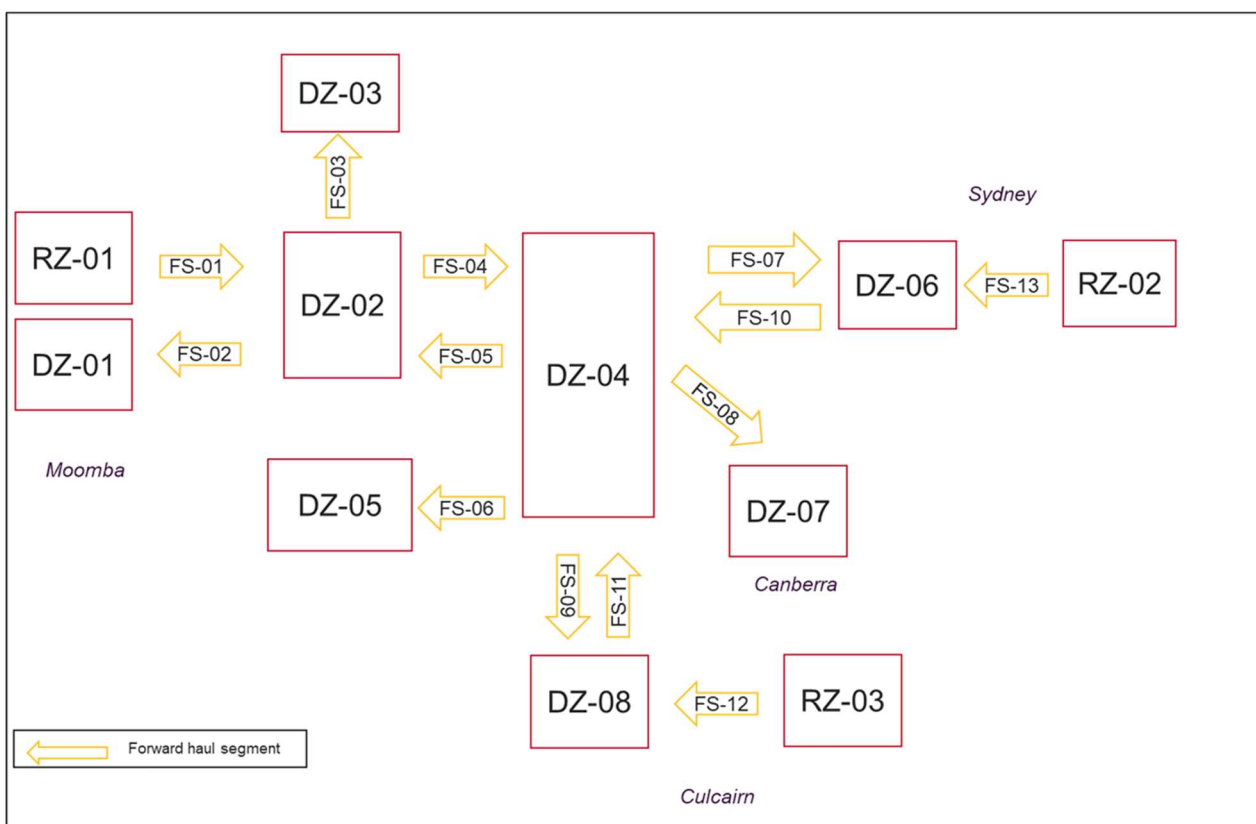 DZ-03
FS-03
Sydney
RZ-01
FS-01
DZ-02
FS-04
DZ-04
FS-07
DZ-06
FS-13
RZ-02
FS-10
DZ-01
FS-02
FS-05
FS-08
Moomba
DZ-05
FS-06
DZ-07
Canberra
FS-09
FS-11
DZ-08
FS-12
RZ-03
Forward haul segment
Culcairn